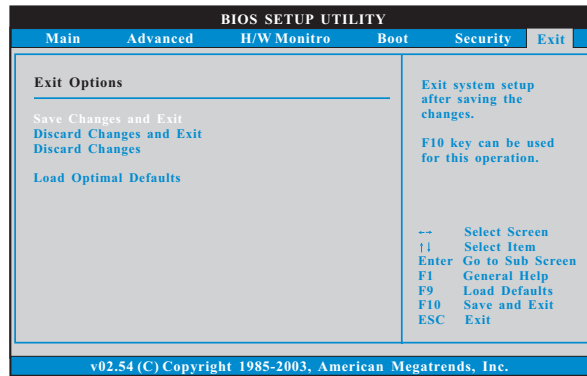 BIOS SETUP UTILITY
Main Advanced H/W Monitro Boot Security Exit
Exit Options
Save Changes and Exit
Discard Changes and Exit
Discard Changes
Load Optimal Defaults
Exit system setup
after saving the
changes.
F10 key can be used
for this operation.
←→ Select Screen
↑↓ Select Item
Enter Go to Sub Screen
F1 General Help
F9 Load Defaults
F10 Save and Exit
ESC Exit
v02.54 (C) Copyright 1985-2003, American Megatrends, Inc.